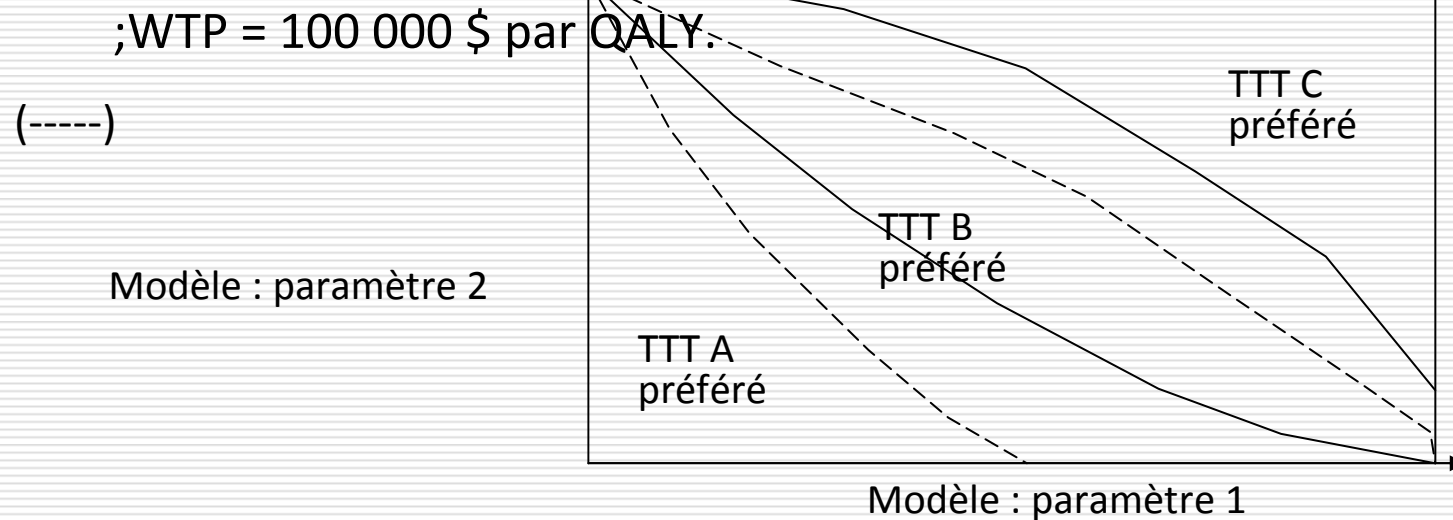 ;WTP = 100 000 $ par QALY.
(-----)
TTT C
préféré
TTT B
préféré
Modèle : paramètre 2
TTT A
préféré
Modèle : paramètre 1